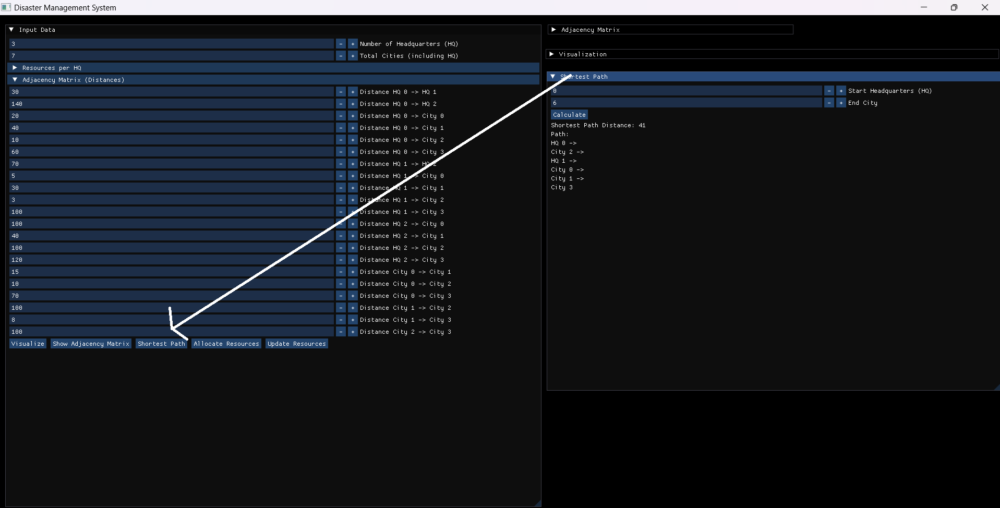 Disaster Management System
Input Data
3 - + Number of Headquarters (HQ)
7 - + Total Cities (including HQ)
Resources per HQ
Adjacency Matrix (Distances)
30 - + Distance HQ 0 -> HQ 1
140 - + Distance HQ 0 -> HQ 2
20 - + Distance HQ 0 -> City 0
40 - + Distance HQ 0 -> City 1
10 - + Distance HQ 0 -> City 2
60 - + Distance HQ 0 -> City 3
70 - + Distance HQ 1 -> HQ 2
5 - + Distance HQ 1 -> City 0
30 - + Distance HQ 1 -> City 1
3 - + Distance HQ 1 -> City 2
100 - + Distance HQ 1 -> City 3
100 - + Distance HQ 2 -> City 0
40 - + Distance HQ 2 -> City 1
100 - + Distance HQ 2 -> City 2
120 - + Distance HQ 2 -> City 3
15 - + Distance City 0 -> City 1
10 - + Distance City 0 -> City 2
70 - + Distance City 0 -> City 3
100 - + Distance City 1 -> City 2
8 - + Distance City 1 -> City 3
100 - + Distance City 2 -> City 3
Visualize Show Adjacency Matrix Shortest Path Allocate Resources Update Resources
Adjacency Matrix
Visualization
Shortest Path
0 - + Start Headquarters (HQ)
6 - + End City
Calculate
Shortest Path Distance: 41
Path:
HQ 0 ->
City 2 ->
HQ 1 ->
City 0 ->
City 1 ->
City 3